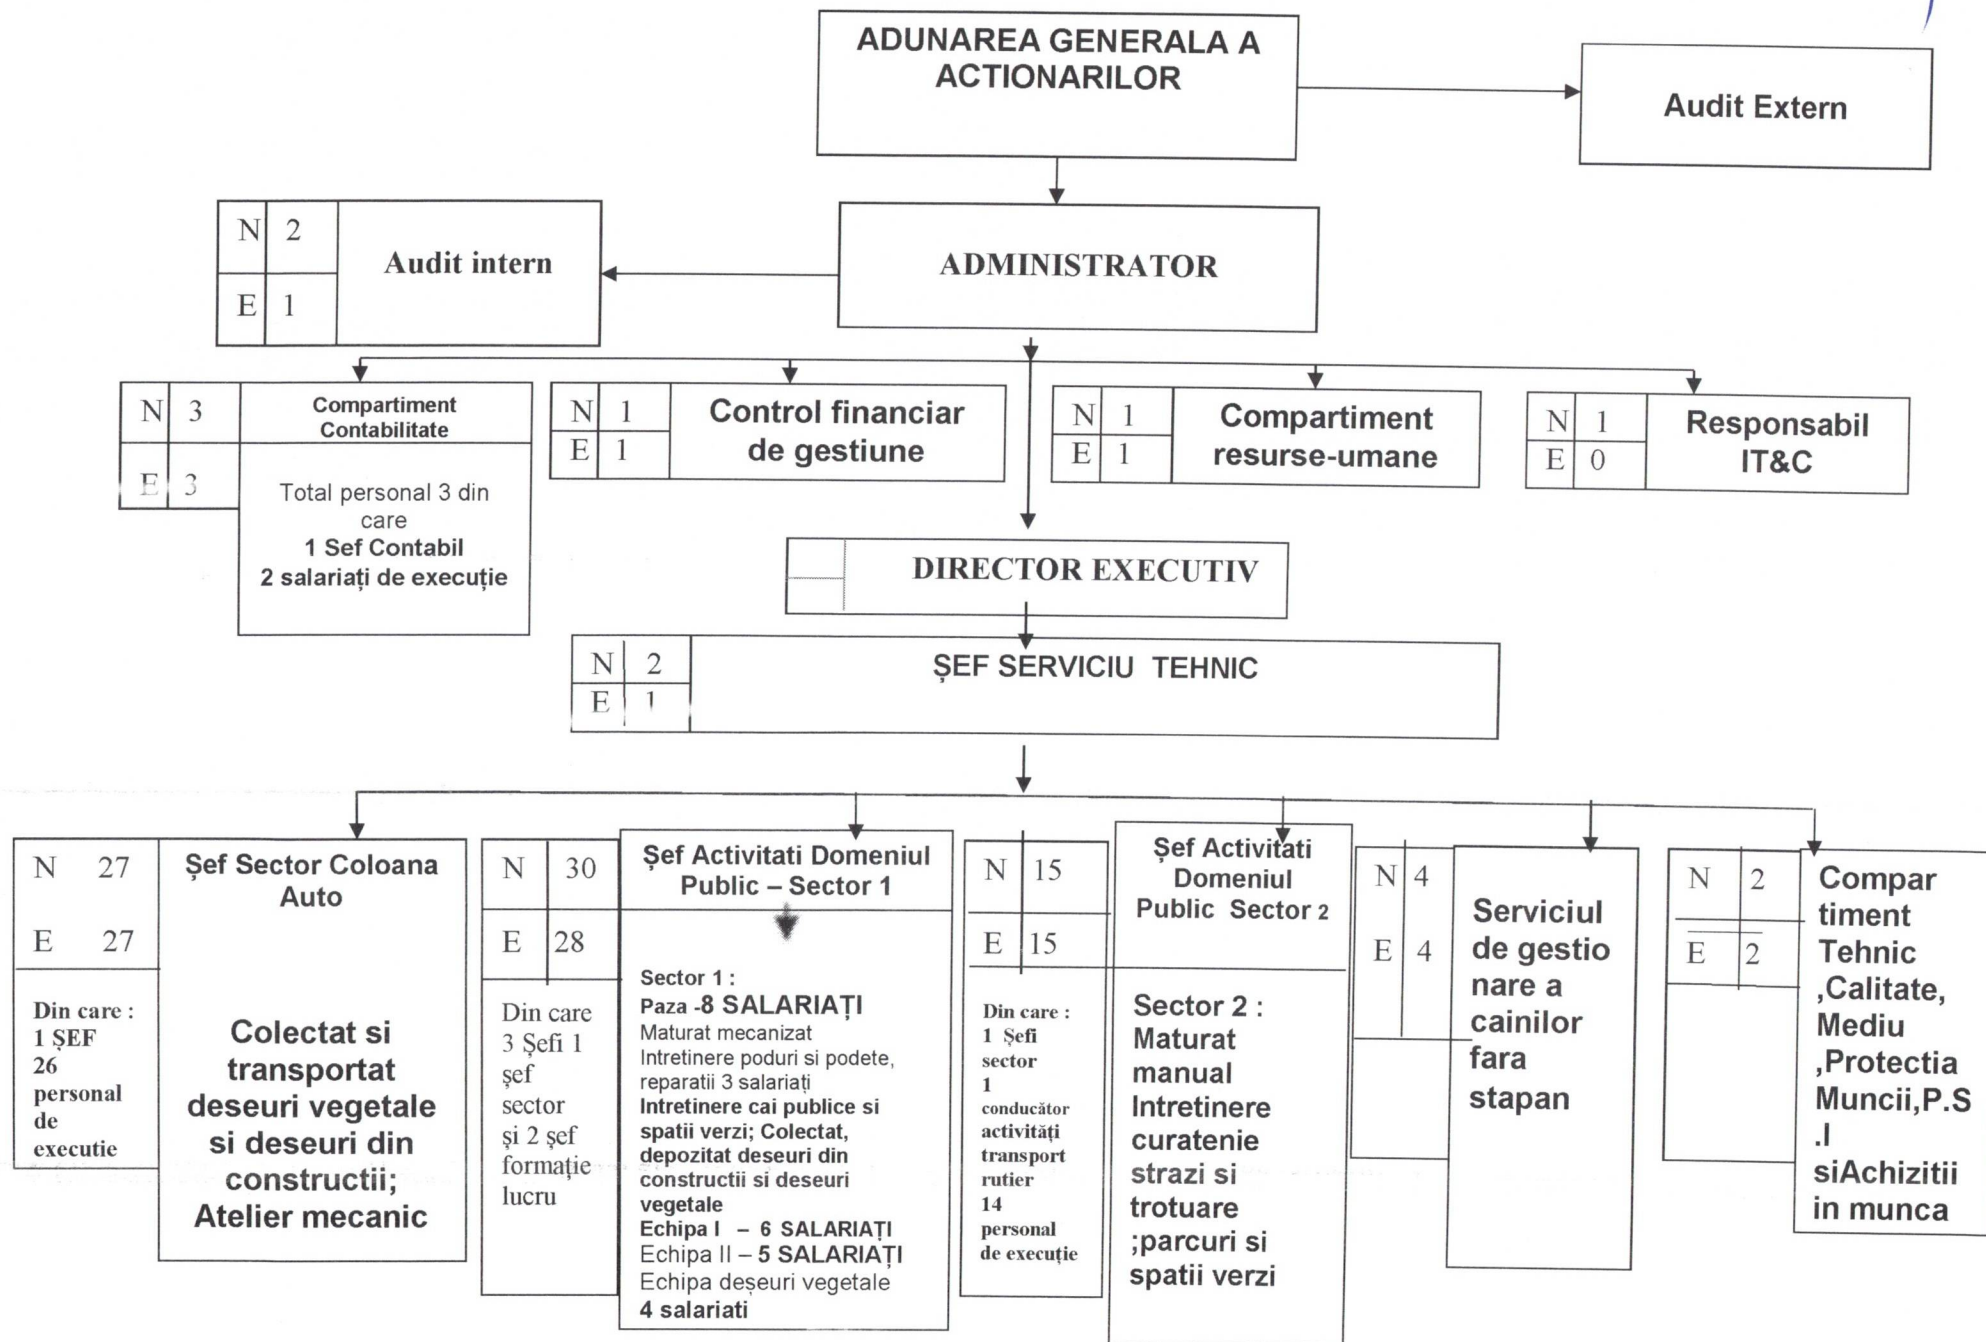 ADUNAREA GENERALA A
ACTIONARILOR
Audit Extern
N 2
E 1
Audit intern
ADMINISTRATOR
N 3
E 3
Compartiment
Contabilitate
Total personal 3 din
care
1 Sef Contabil
2 salariați de execuție
N 1
E 1
Control financiar
de gestiune
N 1
E 1
Compartiment
resurse-umane
N 1
E 0
Responsabil
IT&C
DIRECTOR EXECUTIV
N 2
E 1
ȘEF SERVICIU TEHNIC
N 27
E 27
Din care :
1 ȘEF
26
personal
de
executie
Șef Sector Coloana
Auto
Colectat si
transportat
deseuri vegetale
si deseuri din
constructii;
Atelier mecanic
N 30
E 28
Din care
3 Șefi 1
șef
sector
și 2 șef
formație
lucru
Șef Activitati Domeniul
Public – Sector 1
Sector 1 :
Paza -8 SALARIAȚI
Maturat mecanizat
Intretinere poduri si podete,
reparatii 3 salariați
Intretinere cai publice si
spatii verzi; Colectat,
depozitat deseuri din
constructii si deseuri
vegetale
Echipa I – 6 SALARIAȚI
Echipa II – 5 SALARIAȚI
Echipa deșeuri vegetale
4 salariati
N 15
E 15
Din care :
1 Șefi
sector
1
conducător
activități
transport
rutier
14
personal
de execuție
Șef Activitati
Domeniul
Public Sector 2
Sector 2 :
Maturat
manual
Intretinere
curatenie
strazi si
trotuare
;parcuri si
spatii verzi
N 4
E 4
Serviciul
de gestio
nare a
cainilor
fara
stapan
N 2
E 2
Compar
timent
Tehnic
,Calitate,
Mediu
,Protectia
Muncii,P.S
.I
siAchizitii
in munca